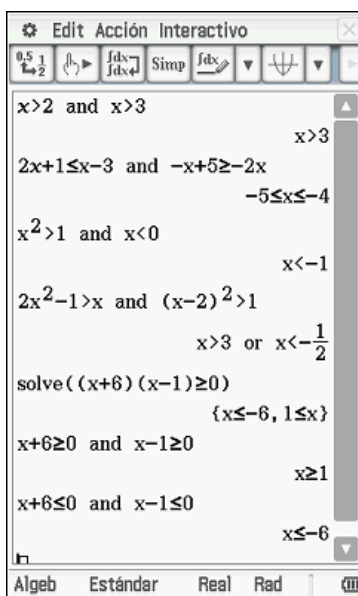 Edit Acción Interactivo
0.5 1 2 ∫dx ∫dx Simp ∫dx
x>2 and x>3
x>3
2x+1≤x-3 and -x+5≥-2x
-5≤x≤-4
x²>1 and x<0
x<-1
2x²-1>x and (x-2)²>1
x>3 or x<-1/2
solve((x+6)(x-1)≥0)
{x≤-6,1≤x}
x+6≥0 and x-1≥0
x≥1
x+6≤0 and x-1≤0
x≤-6
Algeb Estándar Real Rad